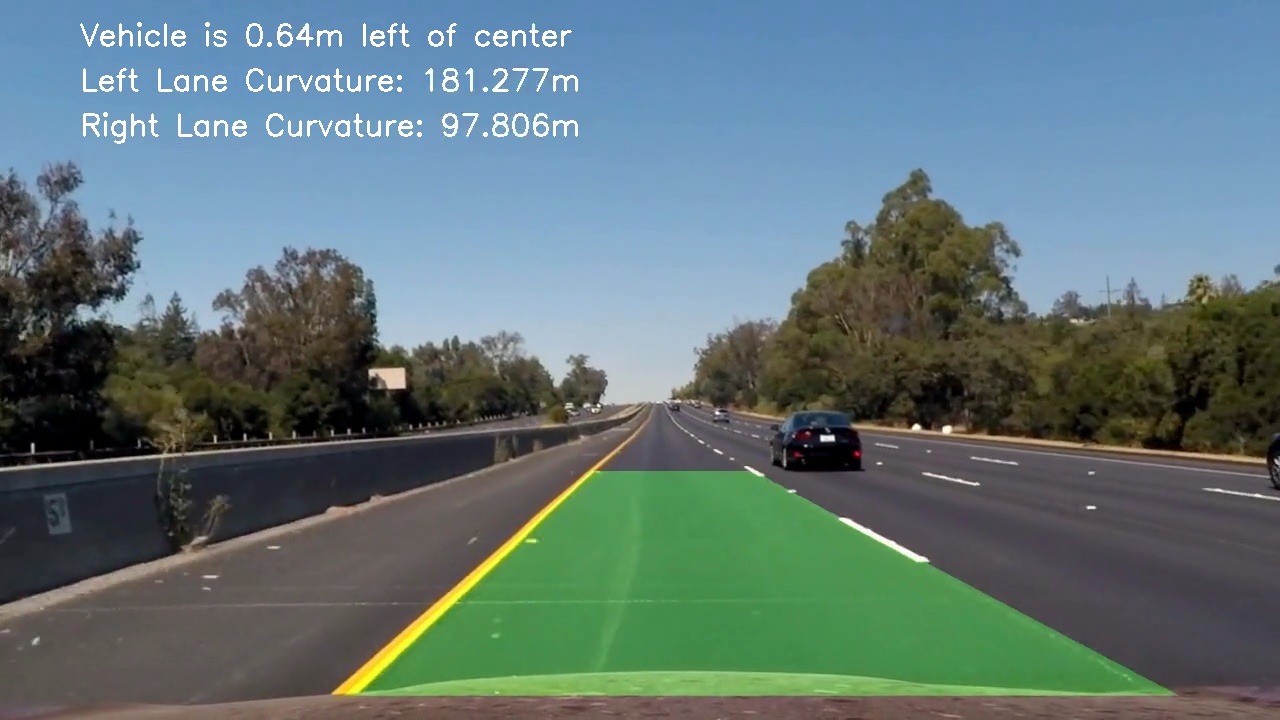 Vehicle is 0.64m left of center
Left Lane Curvature: 181.277m
Right Lane Curvature: 97.806m